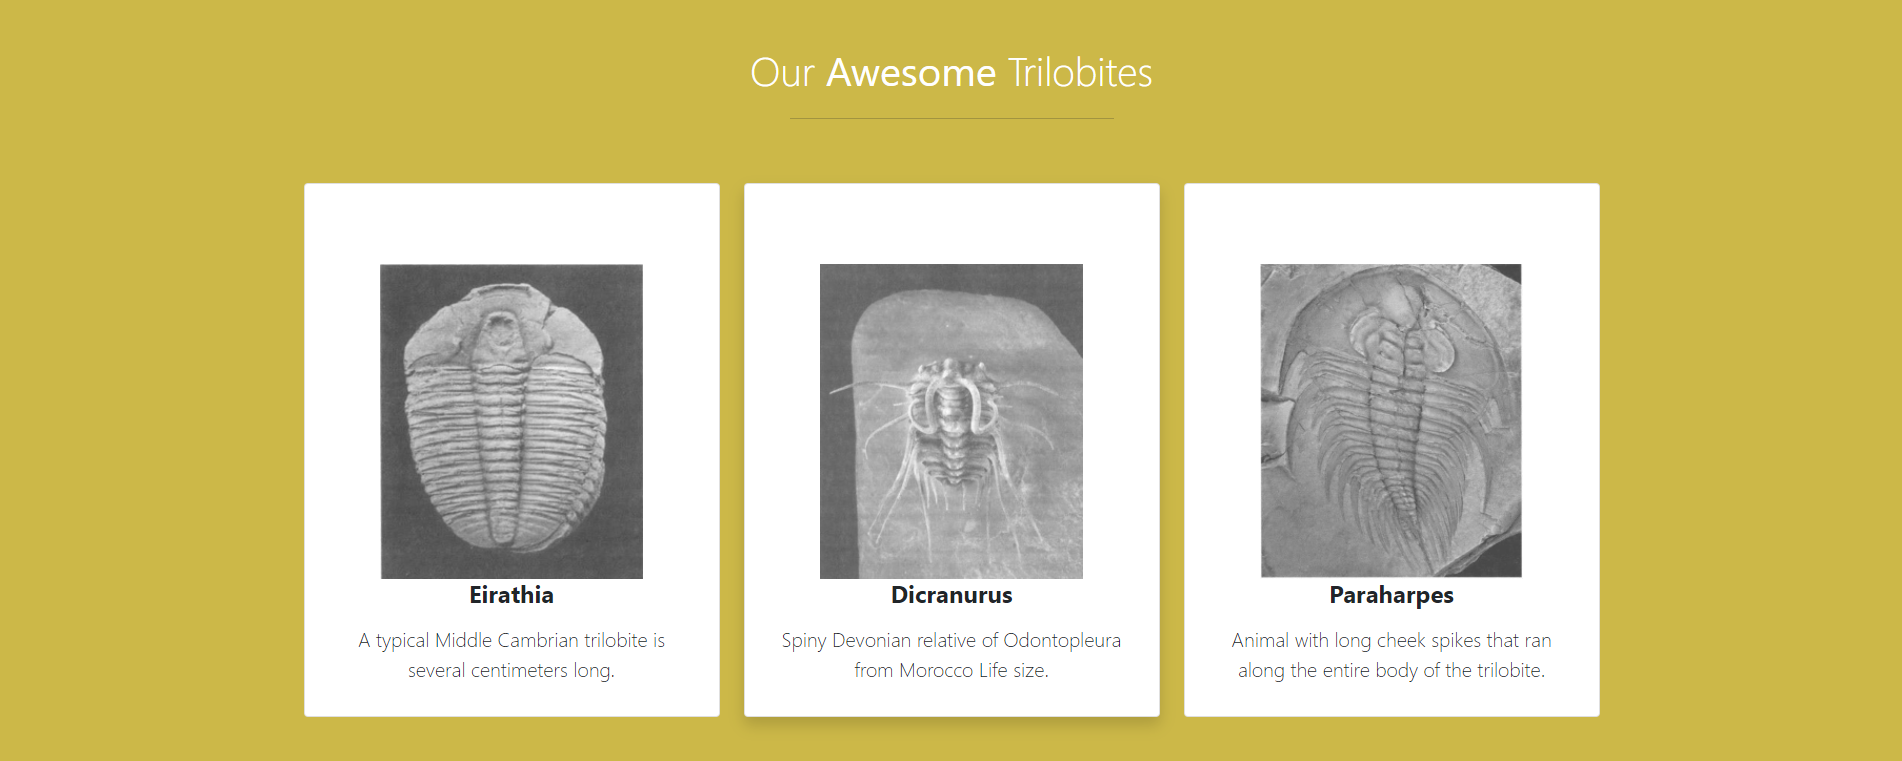 Our Awesome Trilobites
Eirathia
A typical Middle Cambrian trilobite is
several centimeters long.
Dicranurus
Spiny Devonian relative of Odontopleura
from Morocco Life size.
Paraharpes
Animal with long cheek spikes that ran
along the entire body of the trilobite.